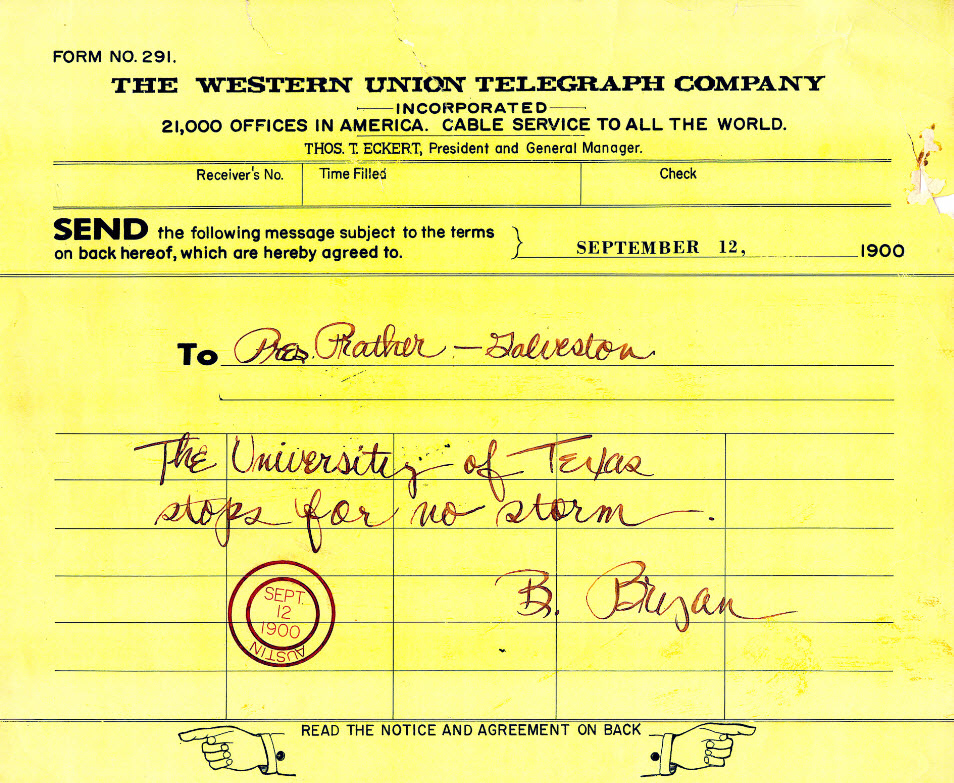 FORM NO. 291.
THE WESTERN UNION TELEGRAPH COMPANY
INCORPORATED
21,000 OFFICES IN AMERICA. CABLE SERVICE TO ALL THE WORLD.
THOS. T. ECKERT, President and General Manager.
Receiver's No. Time Filled Check
SEND the following message subject to the terms
on back hereof, which are hereby agreed to.
SEPTEMBER 12, 1900
To Pres. Prather - Galveston.
The University of Texas
stops for no storm.
B. Bryan
SEPT.
12
1900
AUSTIN
READ THE NOTICE AND AGREEMENT ON BACK